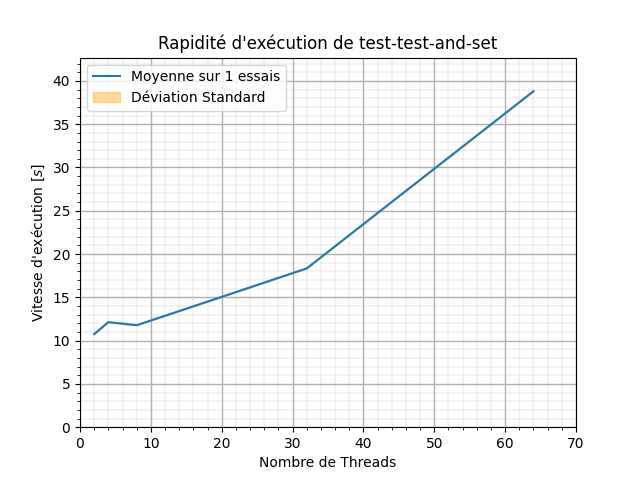 Rapidité d'exécution de test-test-and-set
Moyenne sur 1 essais
Déviation Standard
Vitesse d'exécution [s]
40
35
30
25
20
15
10
5
0
0 10 20 30 40 50 60 70
Nombre de Threads